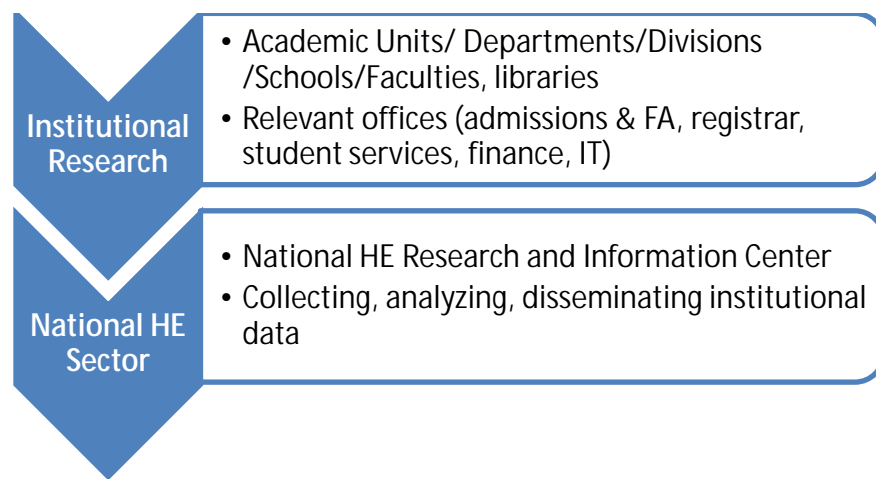 Institutional
Research
• Academic Units/ Departments/Divisions
/Schools/Faculties, libraries
• Relevant offices (admissions & FA, registrar,
student services, finance, IT)
National HE
Sector
• National HE Research and Information Center
• Collecting, analyzing, disseminating institutional
data